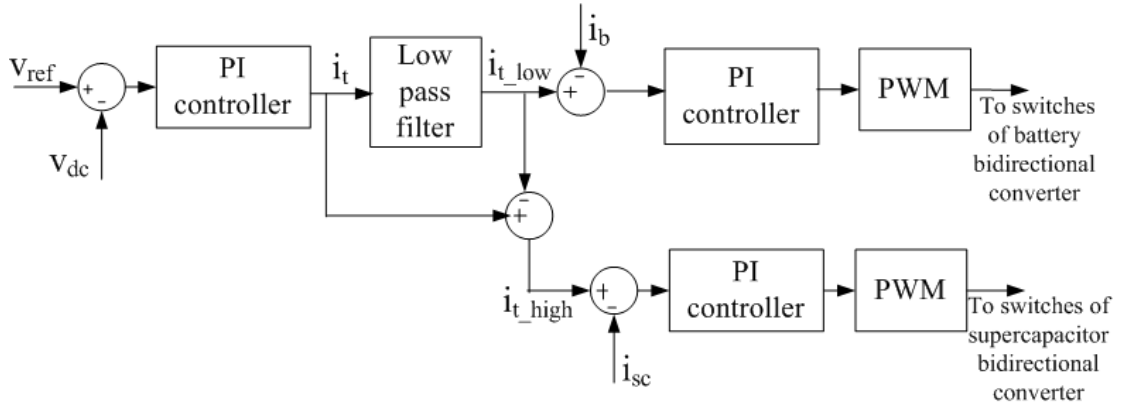 v_ref
+
-
v_dc
PI
controller
i_t
Low
pass
filter
i_t_low
i_b
-
+
PI
controller
PWM
To switches
of battery
bidirectional
converter
-
+
i_t_high
+
-
i_sc
PI
controller
PWM
To switches of
supercapacitor
bidirectional
converter